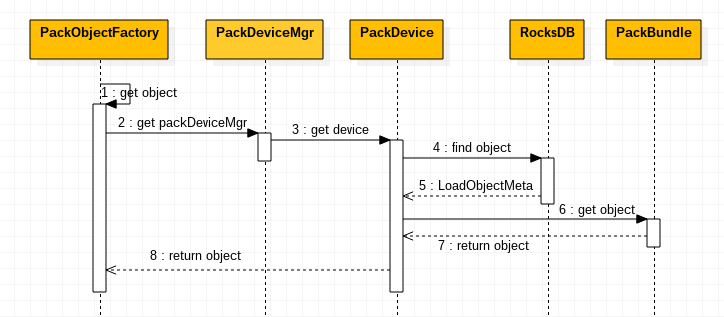 PackObjectFactory
PackDeviceMgr
PackDevice
RocksDB
PackBundle
1 : get object
2 : get packDeviceMgr
3 : get device
4 : find object
5 : LoadObjectMeta
6 : get object
7 : return object
8 : return object